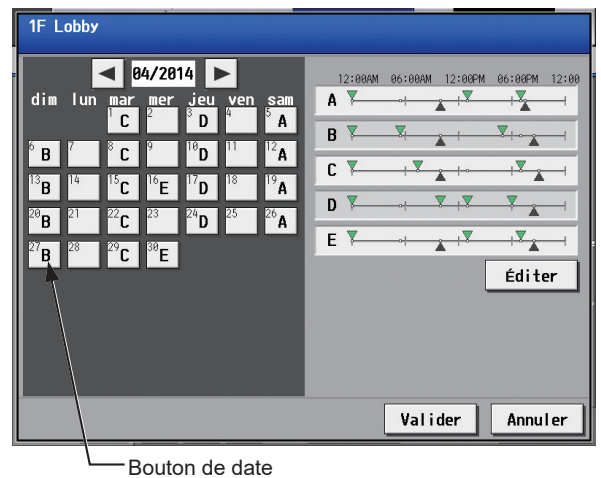 1F Lobby
04/2014
dim lun mar mer jeu ven sam
1 C 2 3 D 4 5 A
6 B 7 8 C 9 10 D 11 12 A
13 B 14 15 C 16 E 17 D 18 19 A
20 B 21 22 C 23 24 D 25 26 A
27 B 28 29 C 30 E
12:00AM 06:00AM 12:00PM 06:00PM 12:00
A
B
C
D
E
Éditer
Valider Annuler
Bouton de date